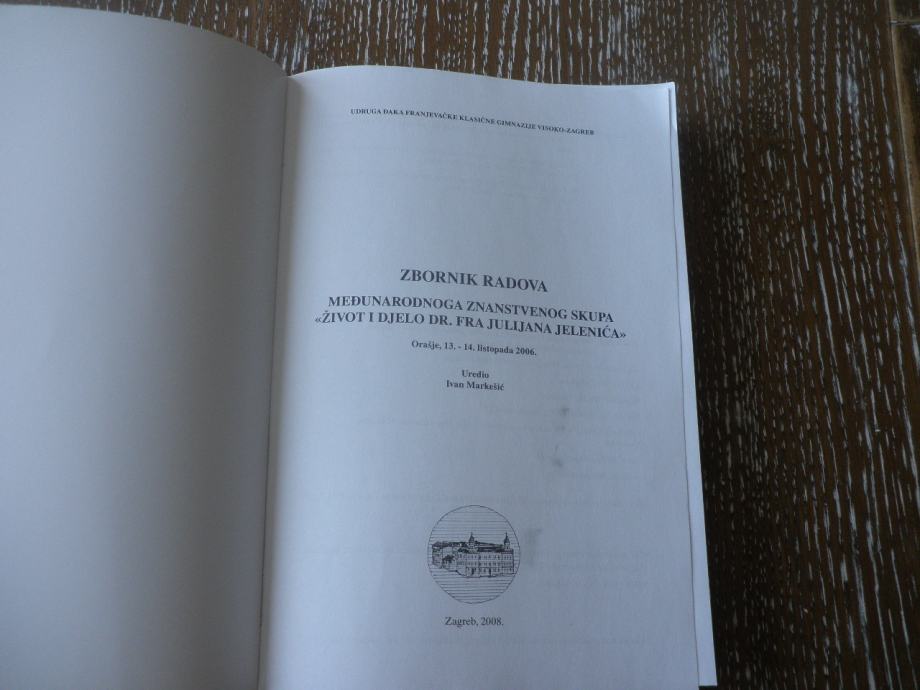 UDRUGA ĐAKA FRANJEVAČKE KLASIČNE GIMNAZIJE VISOKO-ZAGREB
ZBORNIK RADOVA
MEĐUNARODNOGA ZNANSTVENOG SKUPA
«ŽIVOT I DJELO DR. FRA JULIJANA JELENIĆA»
Orašje, 13. - 14. listopada 2006.
Uredio
Ivan Markešić
Zagreb, 2008.